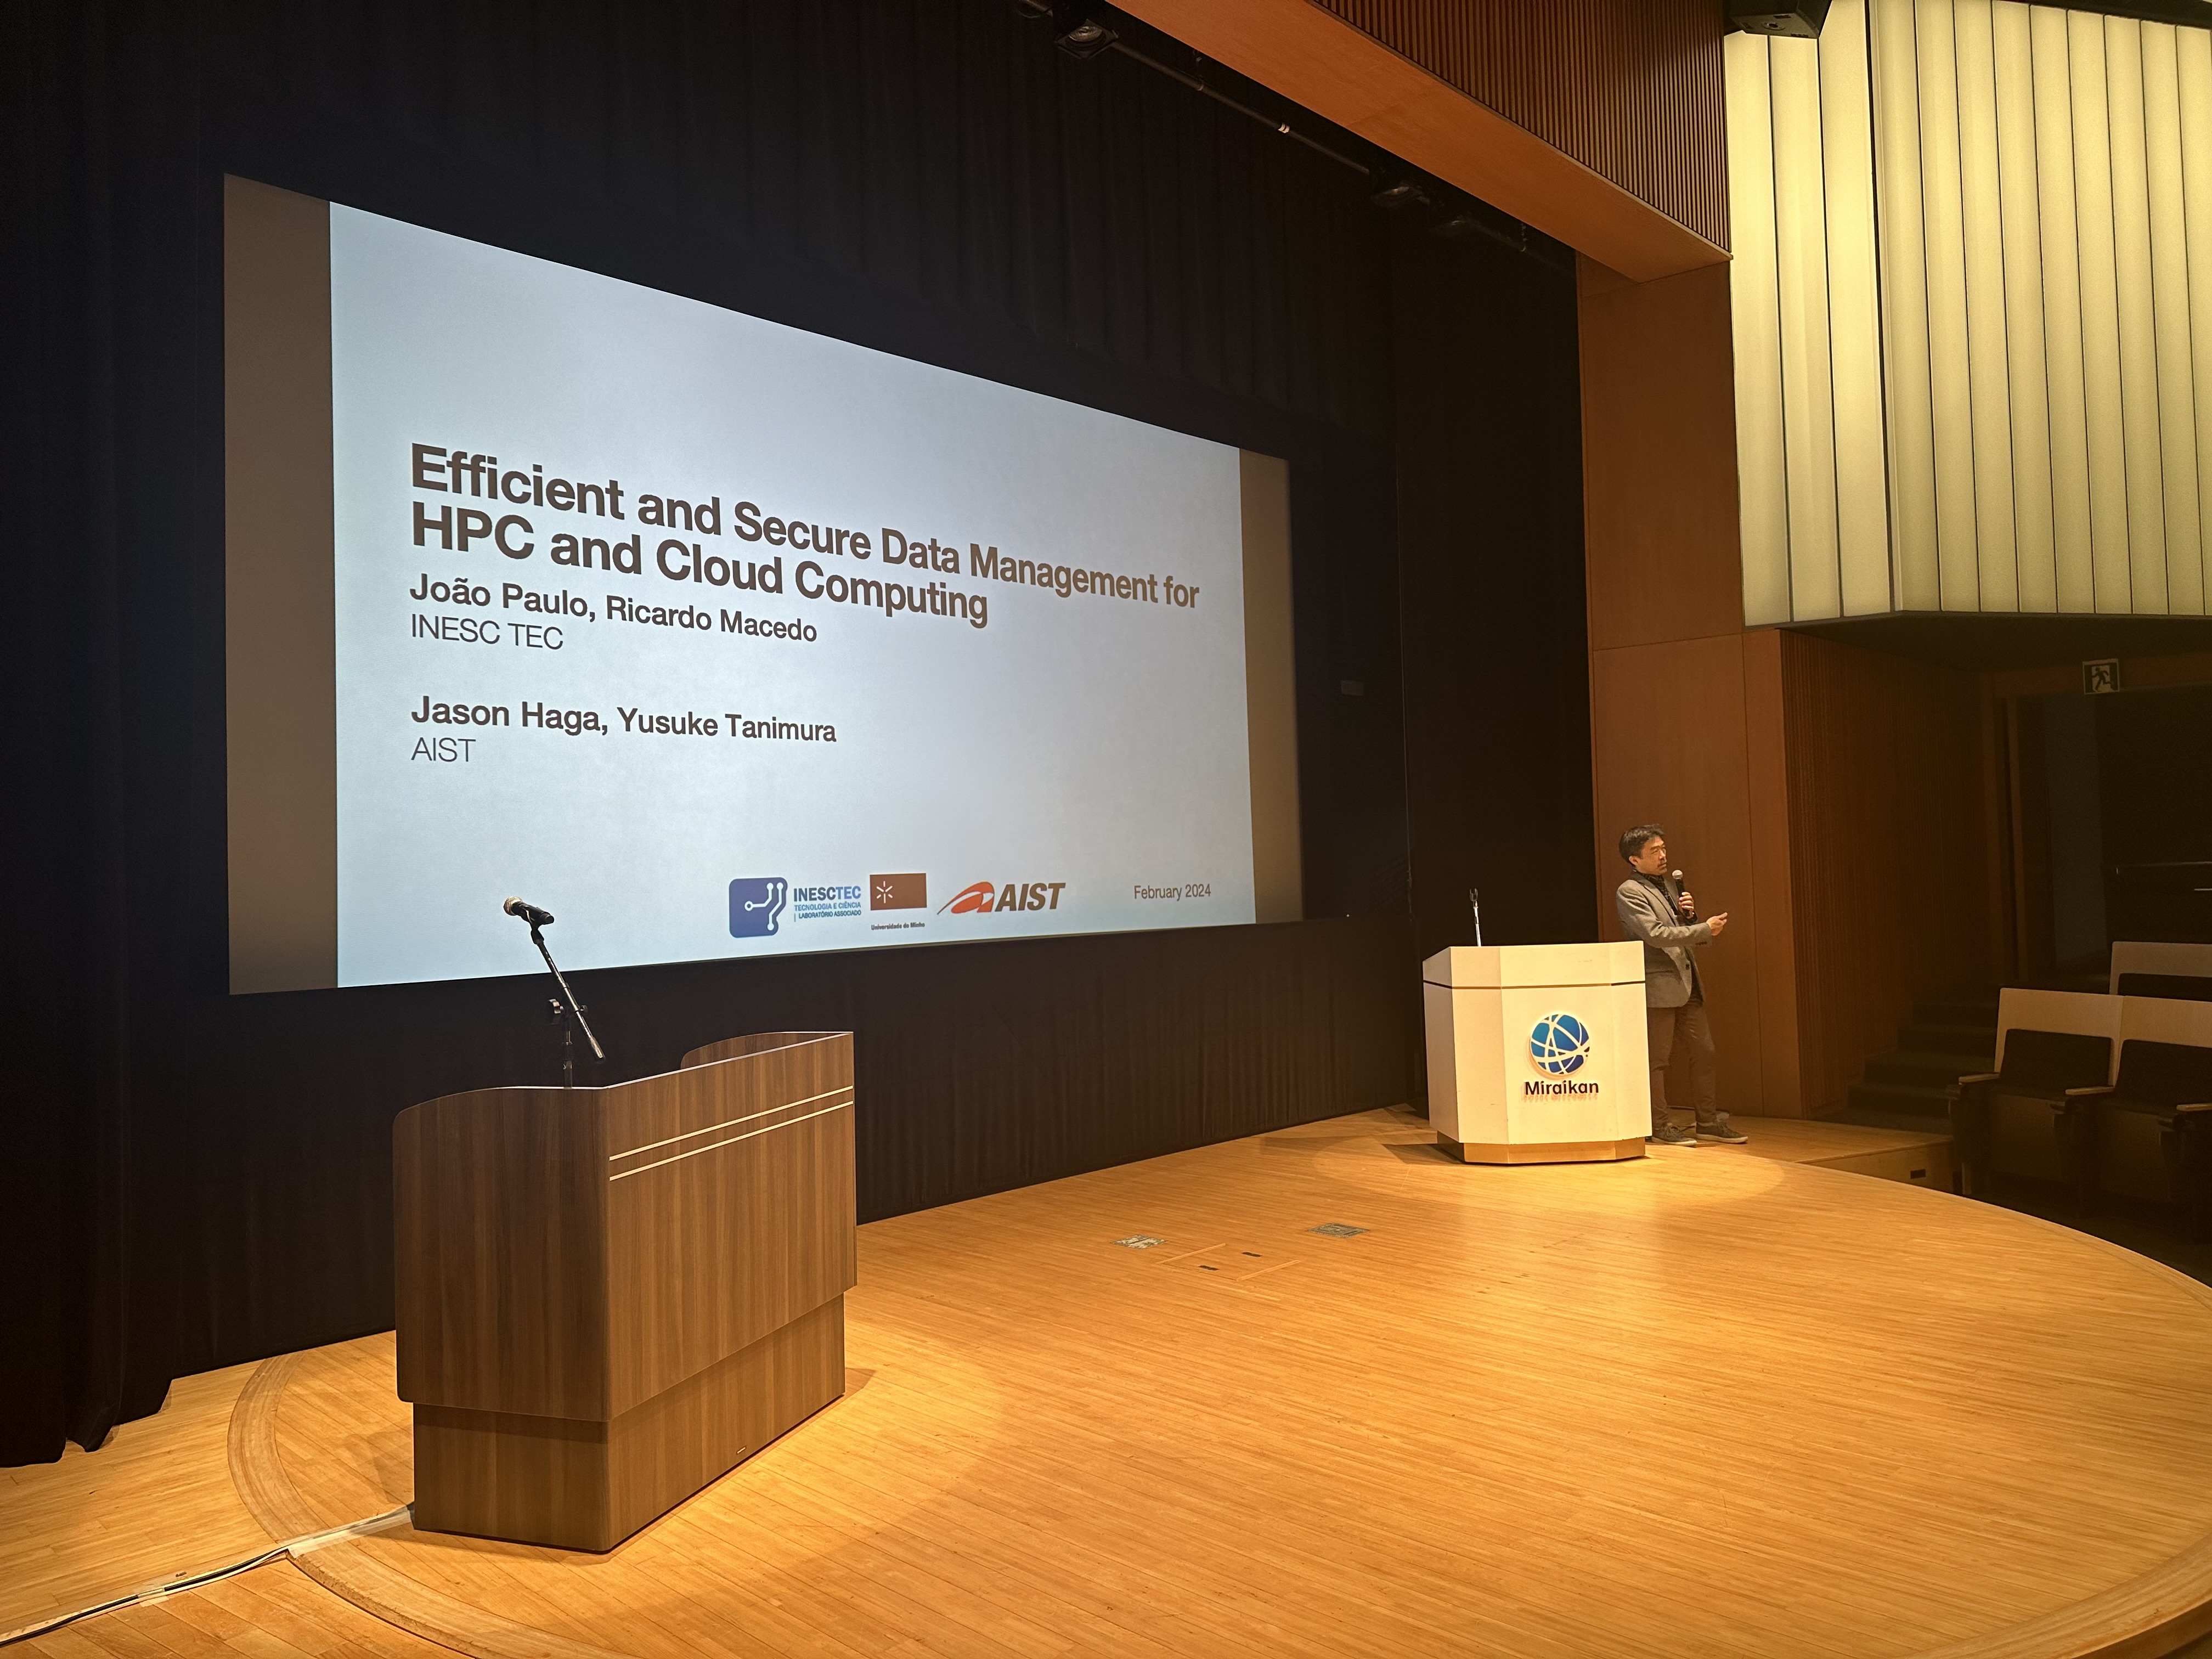 Efficient and Secure Data Management for
HPC and Cloud Computing
João Paulo, Ricardo Macedo
INESC TEC
Jason Haga, Yusuke Tanimura
AIST
INESCTEC
TECNOLOGIA E CIÊNCIA
LABORATÓRIO ASSOCIADO
Universidade do Minho
AIST
February 2024
Miraikan